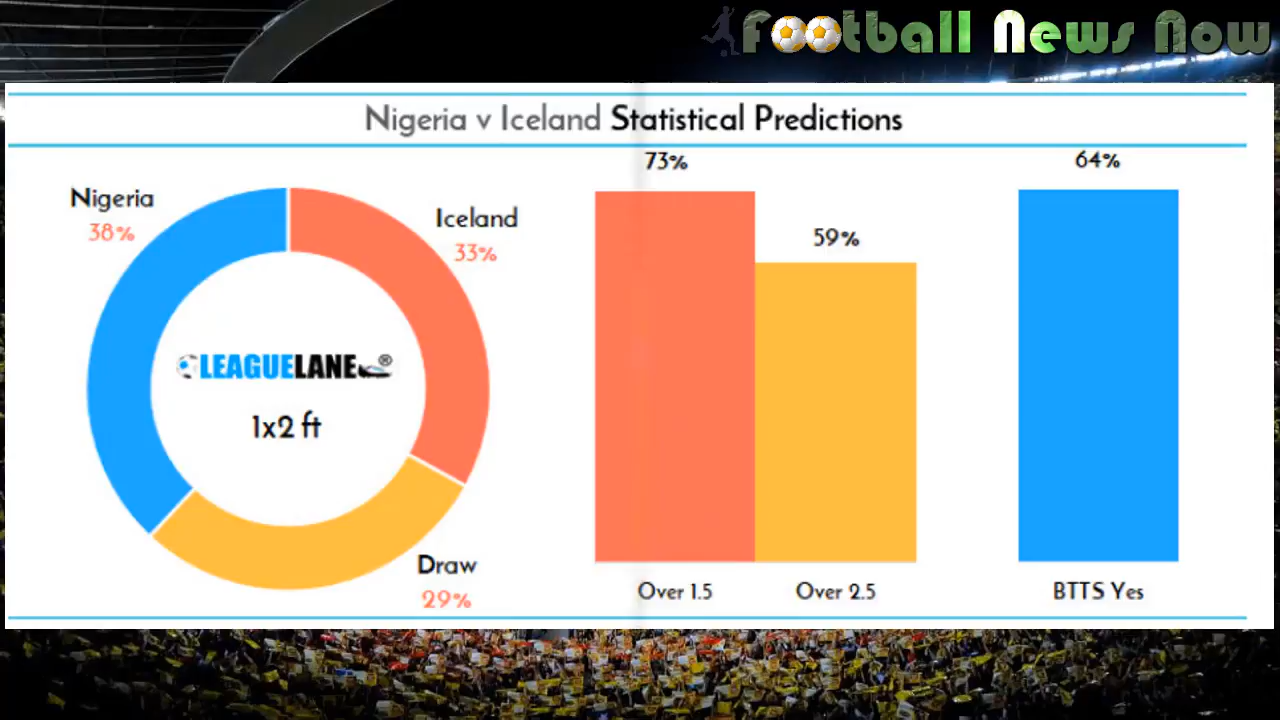 Football News Now
Nigeria v Iceland Statistical Predictions
Nigeria
38%
Iceland
33%
LEAGUELANE®
1x2 ft
Draw
29%
73%
59%
64%
Over 1.5
Over 2.5
BTTS Yes